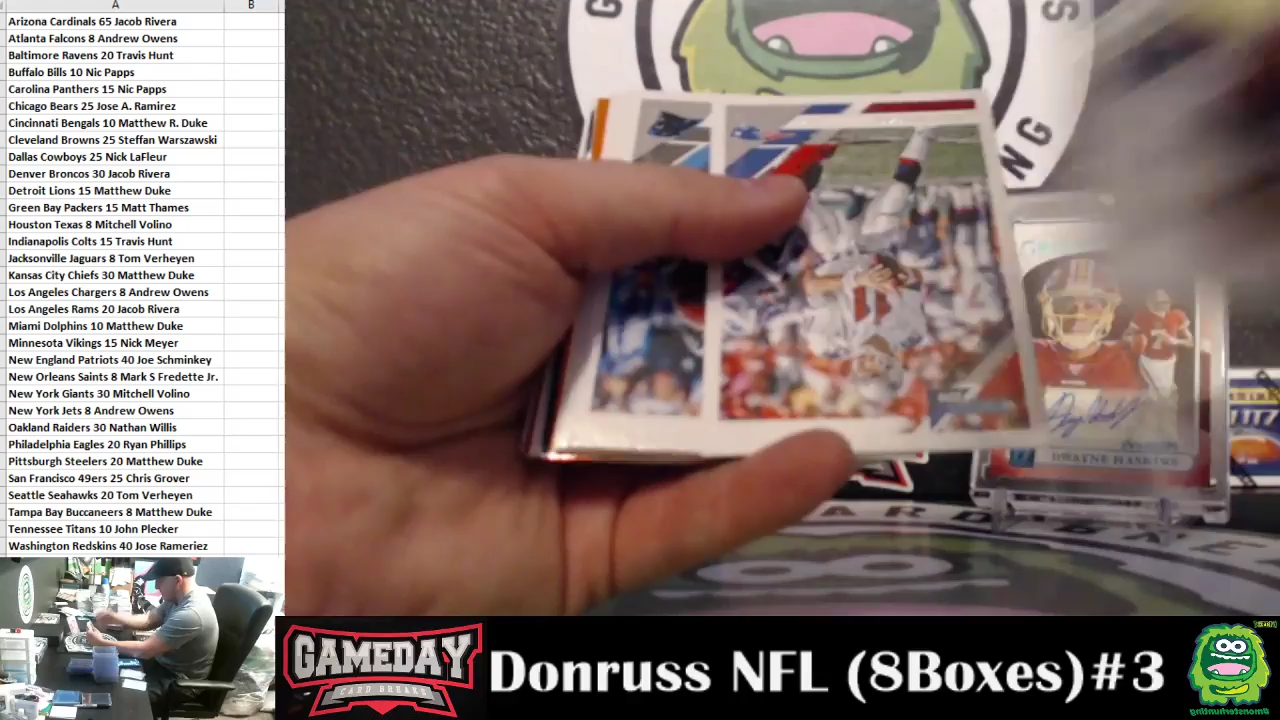 A B
Arizona Cardinals 65 Jacob Rivera
Atlanta Falcons 8 Andrew Owens
Baltimore Ravens 20 Travis Hunt
Buffalo Bills 10 Nic Papps
Carolina Panthers 15 Nic Papps
Chicago Bears 25 Jose A. Ramirez
Cincinnati Bengals 10 Matthew R. Duke
Cleveland Browns 25 Steffan Warszawski
Dallas Cowboys 25 Nick LaFleur
Denver Broncos 30 Jacob Rivera
Detroit Lions 15 Matthew Duke
Green Bay Packers 15 Matt Thames
Houston Texas 8 Mitchell Volino
Indianapolis Colts 15 Travis Hunt
Jacksonville Jaguars 8 Tom Verheyen
Kansas City Chiefs 30 Matthew Duke
Los Angeles Chargers 8 Andrew Owens
Los Angeles Rams 20 Jacob Rivera
Miami Dolphins 10 Matthew Duke
Minnesota Vikings 15 Nick Meyer
New England Patriots 40 Joe Schminkey
New Orleans Saints 8 Mark S Fredette Jr.
New York Giants 30 Mitchell Volino
New York Jets 8 Andrew Owens
Oakland Raiders 30 Nathan Willis
Philadelphia Eagles 20 Ryan Phillips
Pittsburgh Steelers 20 Matthew Duke
San Francisco 49ers 25 Chris Grover
Seattle Seahawks 20 Tom Verheyen
Tampa Bay Buccaneers 8 Matthew Duke
Tennessee Titans 10 John Plecker
Washington Redskins 40 Jose Rameriez
GAMEDAY
CARD BREAKS
Donruss NFL (8Boxes)#3